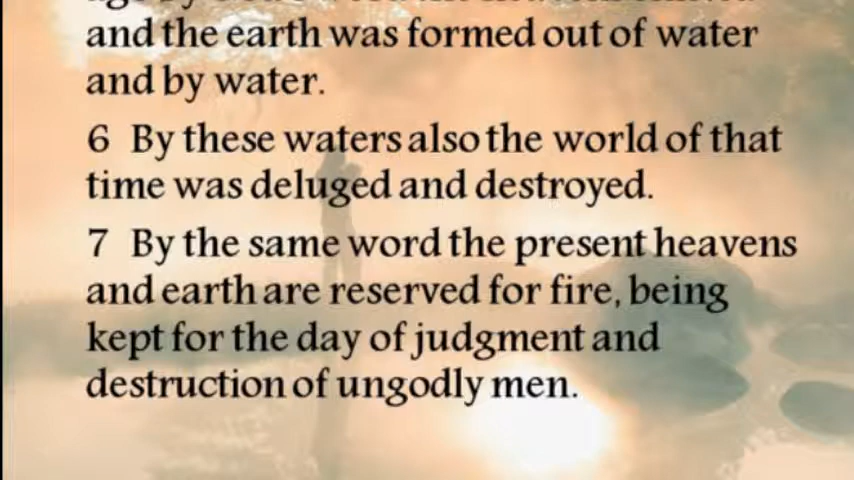 and the earth was formed out of water
and by water.
6 By these waters also the world of that
time was deluged and destroyed.
7 By the same word the present heavens
and earth are reserved for fire, being
kept for the day of judgment and
destruction of ungodly men.